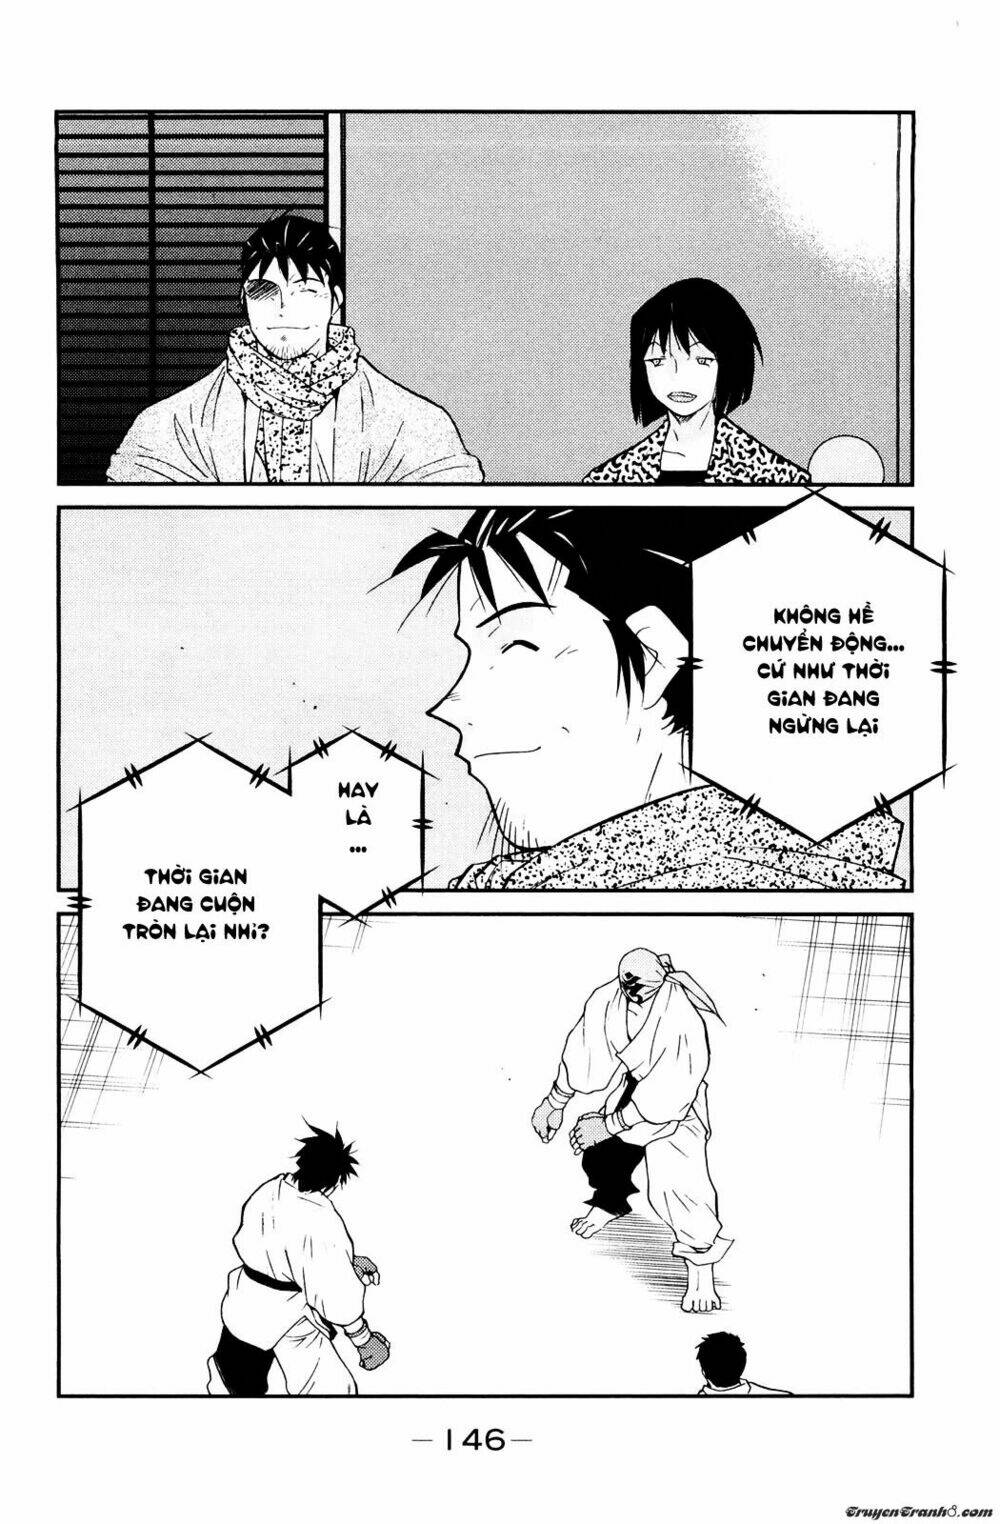 KHÔNG HỀ
CHUYỂN ĐỘNG...
CỨ NHƯ THỜI
GIAN ĐANG
NGỪNG LẠI
HAY
LÀ
...
THỜI GIAN
ĐANG CUỘN
TRÒN LẠI NHỈ?
—146—
TruyenTranh8.com